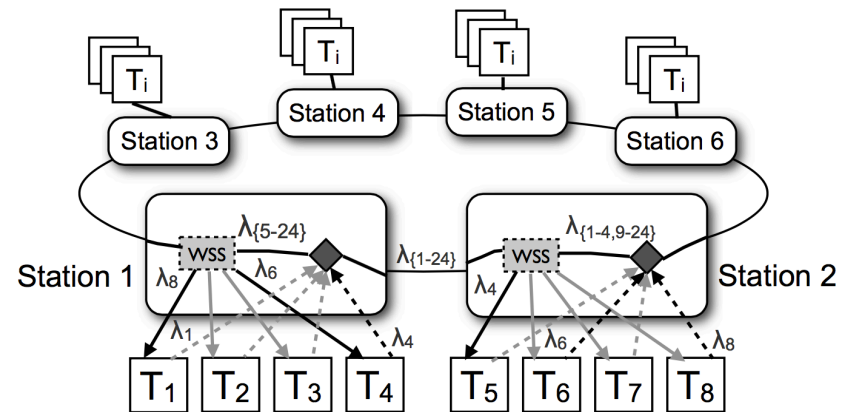 Ti
Ti
Ti
Ti
Station 3
Station 4
Station 5
Station 6
Station 1
WSS
λ{5-24}
λ{1-24}
WSS
λ{1-4,9-24}
Station 2
λ8
λ6
λ4
λ1
λ4
λ6
λ8
T1
T2
T3
T4
T5
T6
T7
T8